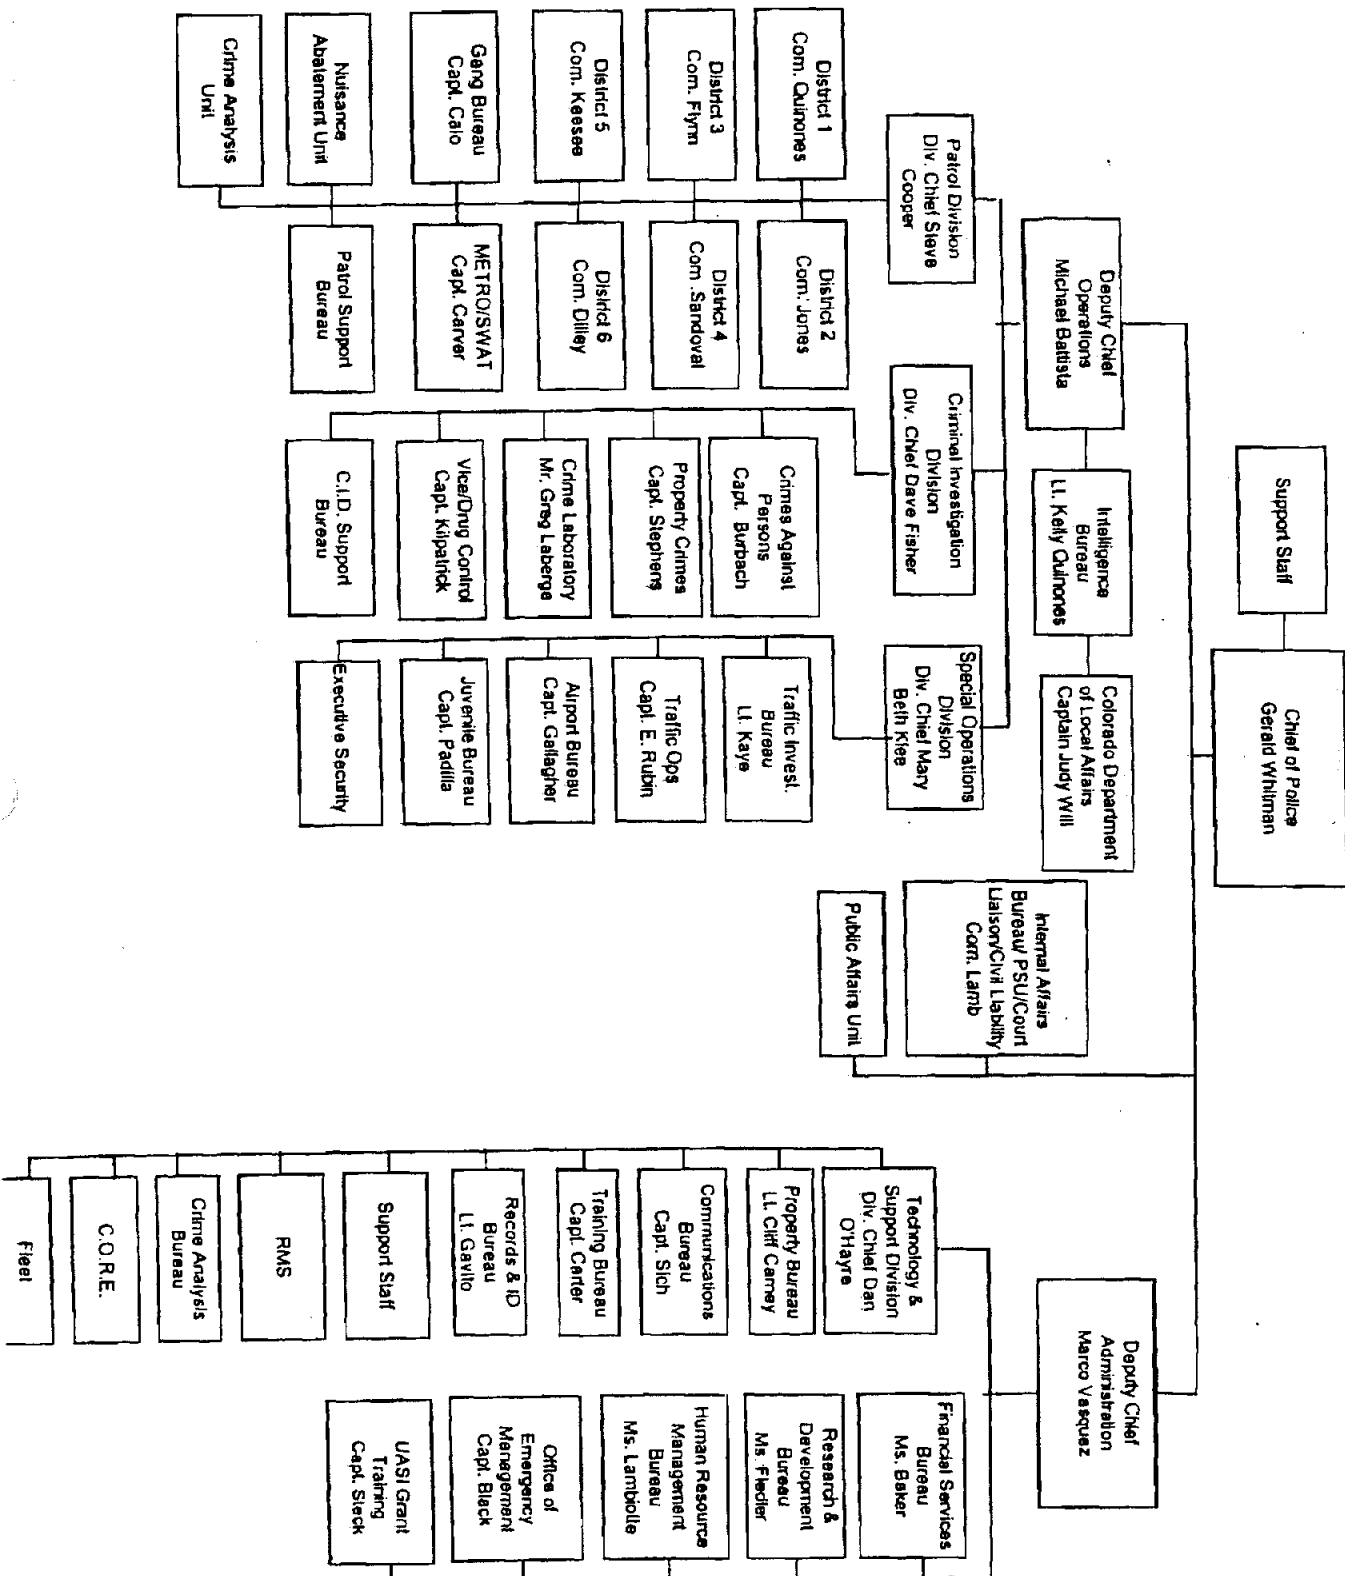 Support Staff
Chief of Police
Gerald Whitman
Deputy Chief
Operations
Michael Battista
Intelligence
Bureau
Lt. Kelly Quinones
Colorado Department
of Local Affairs
Captain Judy Will
Internal Affairs
Bureau/ PSU/Court
Liaison/Civil Liability
Com. Lamb
Public Affairs Unit
Deputy Chief
Administration
Marco Vasquez
Patrol Division
Div. Chief Steve
Cooper
Criminal Investigation
Division
Div. Chief Dave Fisher
Special Operations
Division
Div. Chief Mary
Beth Klee
District 1
Com. Quinones
District 2
Com. Jones
District 3
Com. Flynn
District 4
Com .Sandoval
District 5
Com. Keesee
District 6
Com. Dilley
Gang Bureau
Capt. Calo
METRO/SWAT
Capt. Carver
Nuisance
Abatement Unit
Patrol Support
Bureau
Crime Analysis
Unit
Crimes Against
Persons
Capt. Burbach
Property Crimes
Capt. Stephens
Crime Laboratory
Mr. Greg Laberge
Vice/Drug Control
Capt. Kilpatrick
C.I.D. Support
Bureau
Traffic Invest.
Bureau
Lt. Kaye
Traffic Ops
Capt. E. Rubin
Airport Bureau
Capt. Gallagher
Juvenile Bureau
Capt. Padilla
Executive Security
Technology &
Support Division
Div. Chief Dan
O'Hayre
Property Bureau
Lt. Cliff Carney
Communications
Bureau
Capt. Sich
Training Bureau
Capt. Carter
Records & ID
Bureau
Lt. Gavito
Support Staff
RMS
Crime Analysis
Bureau
C.O.R.E.
Fleet
Financial Services
Bureau
Ms. Baker
Research &
Development
Bureau
Ms. Fiedler
Human Resource
Management
Bureau
Ms. Lambiotte
Office of
Emergency
Management
Capt. Black
UASI Grant
Training
Capt. Steck